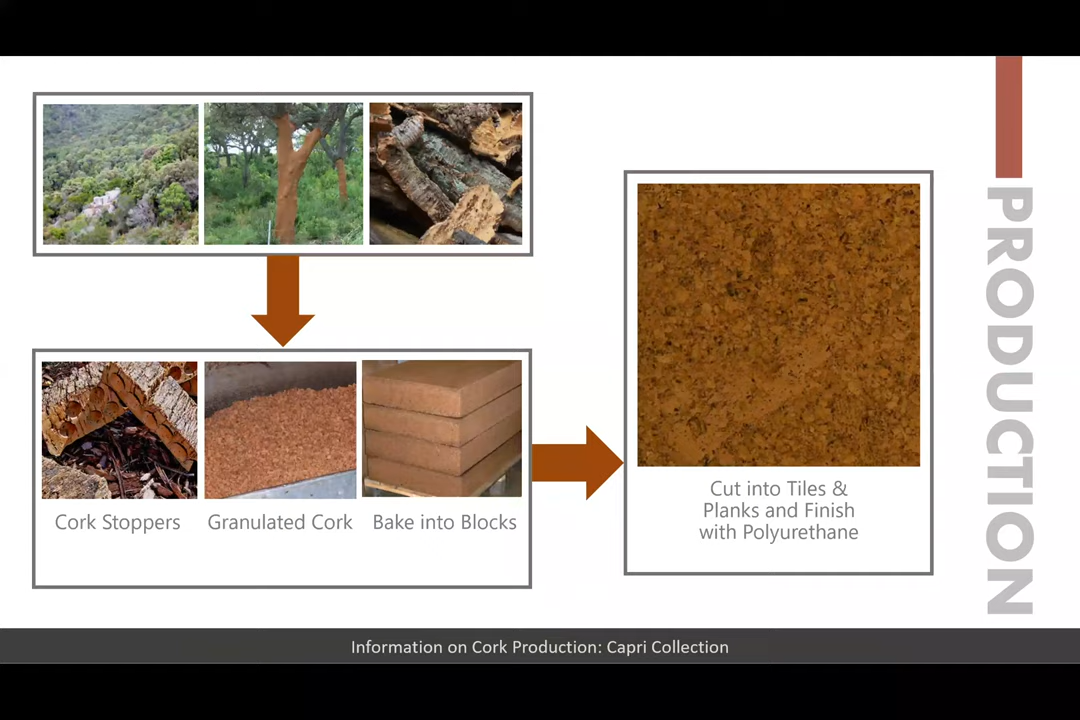 PRODUCTION
Cork Stoppers
Granulated Cork
Bake into Blocks
Cut into Tiles &
Planks and Finish
with Polyurethane
Information on Cork Production: Capri Collection